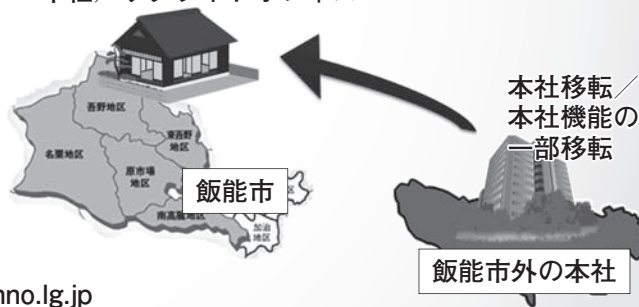 本社移転／
本社機能の
一部移転
吾野地区
東吾野
地区
名栗地区
原市場
地区
飯能市
南高麗地区
加治
地区
飯能市外の本社
nno.lg.jp